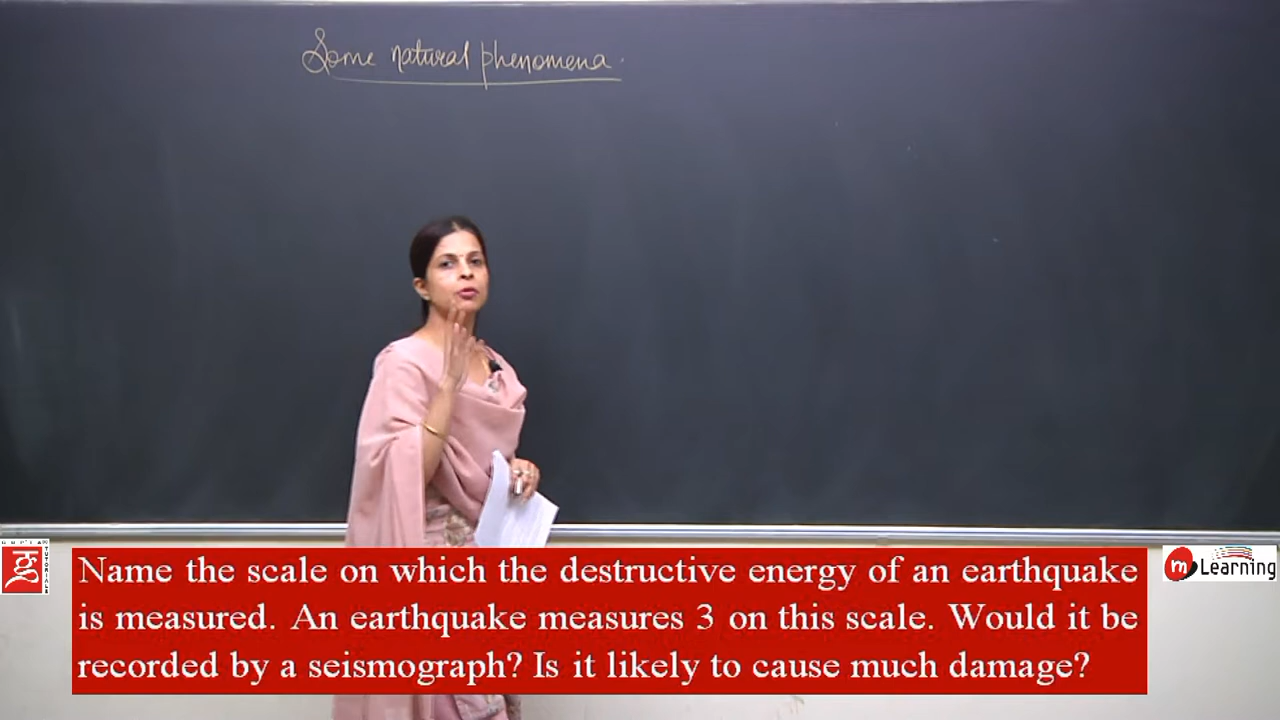 Some natural phenomena.
Name the scale on which the destructive energy of an earthquake
is measured. An earthquake measures 3 on this scale. Would it be
recorded by a seismograph? Is it likely to cause much damage?
m Learning